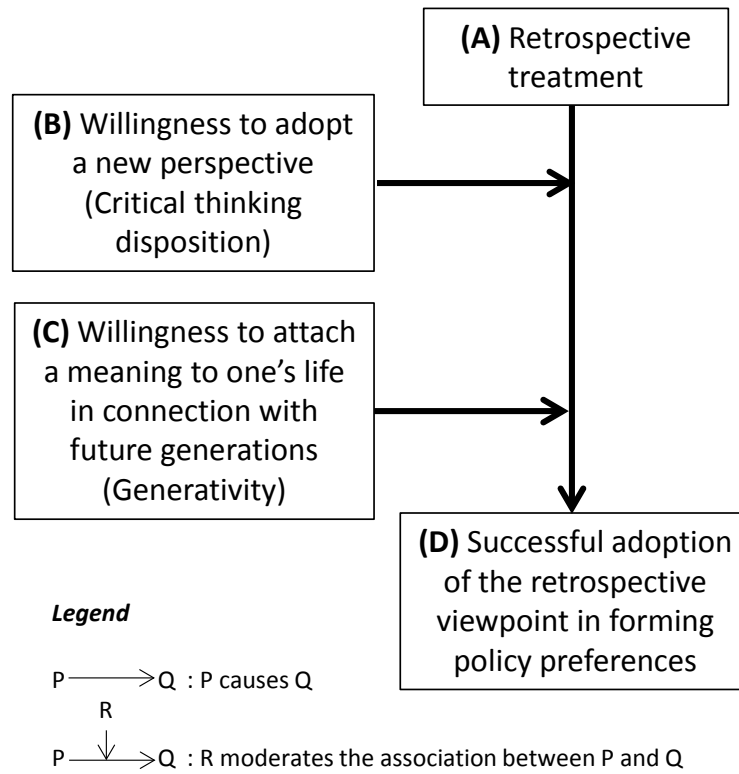 (A) Retrospective
treatment
(B) Willingness to adopt
a new perspective
(Critical thinking
disposition)
(C) Willingness to attach
a meaning to one’s life
in connection with
future generations
(Generativity)
(D) Successful adoption
of the retrospective
viewpoint in forming
policy preferences
Legend
P Q : P causes Q
R
P Q : R moderates the association between P and Q